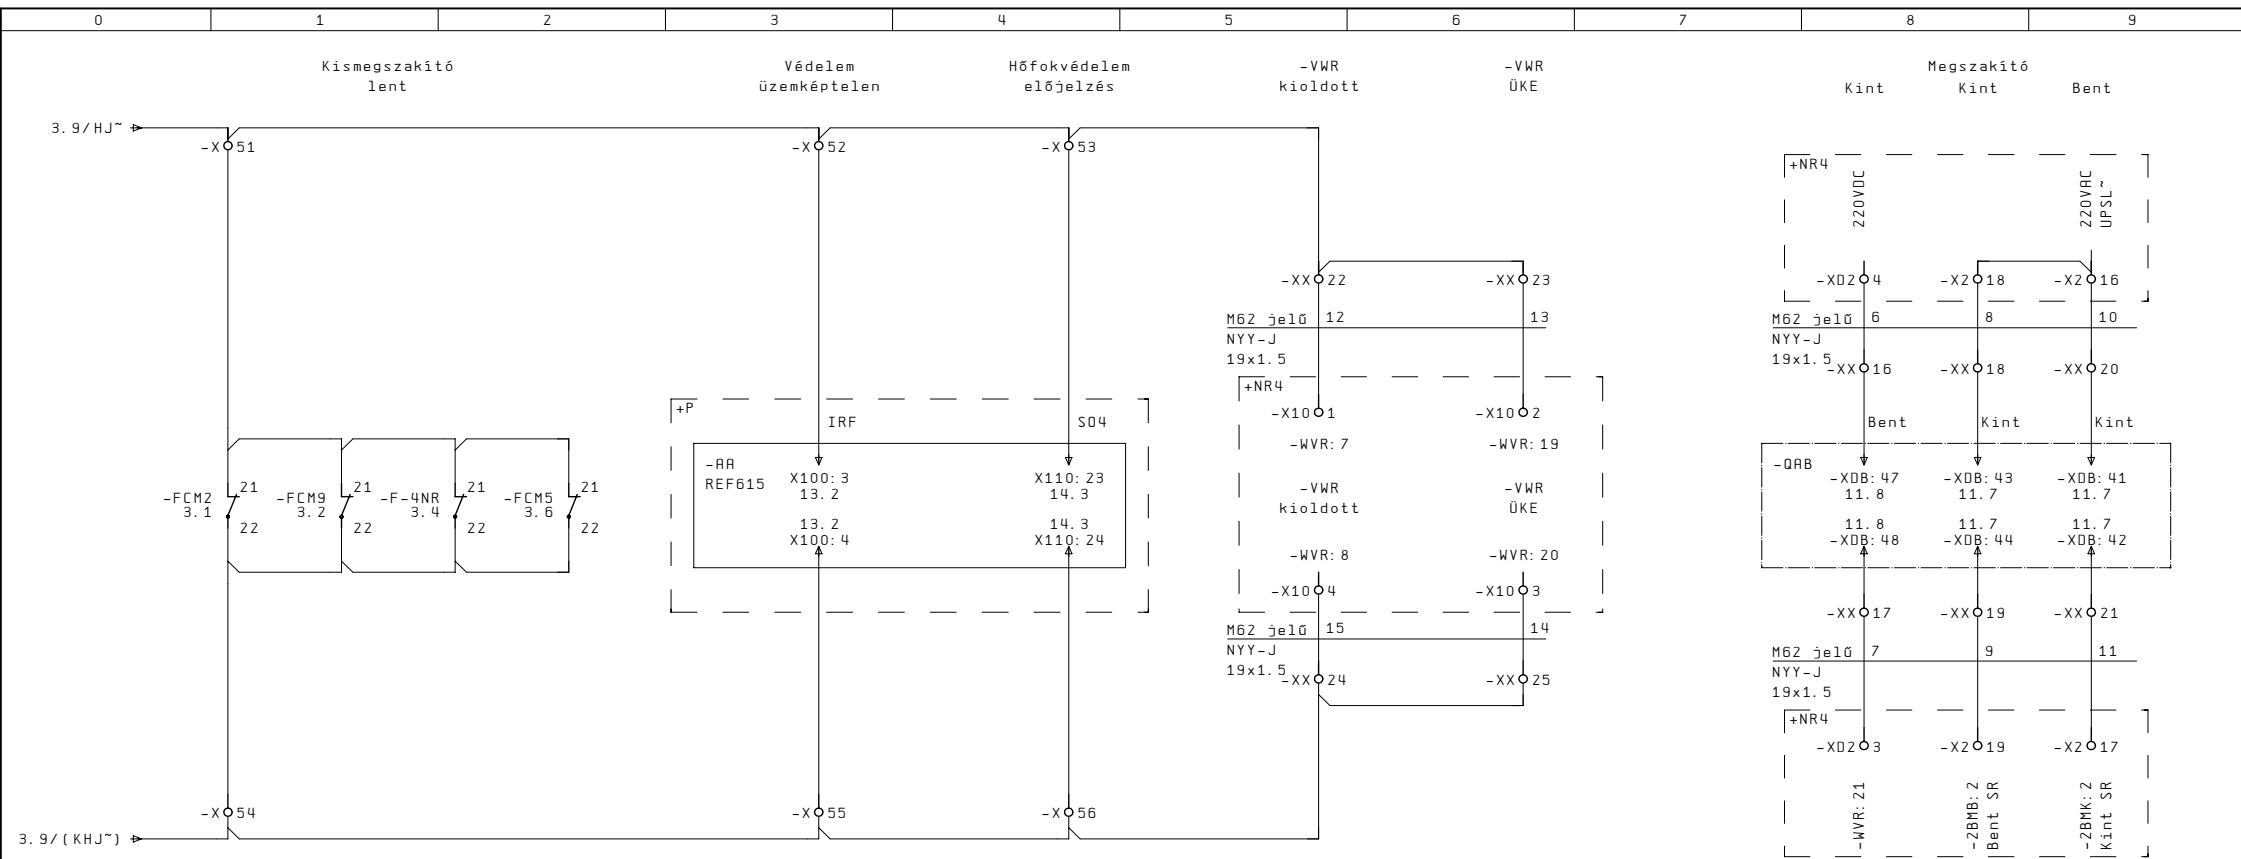 0 1 2 3 4 5 6 7 8 9
Kismegszakító
lent
Védelem
üzemképtelen
Hőfokvédelem
előjelzés
-VWR
kioldott
-VWR
ÜKE
Megszakító
Kint Kint Bent
3.9/HJ~
-X 51
-X 52
-X 53
+NR4
220VDC
220VAC
UPSL~
-XX 22
-XX 23
-XD2 4
-X2 18
-X2 16
M62 jelű 12 13
NYY-J
19x1.5
M62 jelű 6 8 10
NYY-J
19x1.5
-XX 16
-XX 18
-XX 20
+P
IRF
SO4
+NR4
-X10 1
-X10 2
-WVR:7
-WVR:19
Bent Kint Kint
-FCM2
3.1
21
22
-FCM9
3.2
21
22
-F-4NR
3.4
21
22
-FCM5
3.6
21
22
-AA
REF615
X100:3
13.2
13.2
X100:4
X110:23
14.3
14.3
X110:24
-VWR
kioldott
-VWR
ÜKE
-WVR:8
-WVR:20
-X10 4
-X10 3
-QAB
-XDB:47
11.8
11.8
-XDB:48
-XDB:43
11.7
11.7
-XDB:44
-XDB:41
11.7
11.7
-XDB:42
-XX 17
-XX 19
-XX 21
M62 jelű 15 14
NYY-J
19x1.5
-XX 24
-XX 25
M62 jelű 7 9 11
NYY-J
19x1.5
+NR4
-XD2 3
-X2 19
-X2 17
-WVR:21
-2BMB:2
Bent SR
-2BMK:2
Kint SR
-X 54
-X 55
-X 56
3.9/(KHJ~)